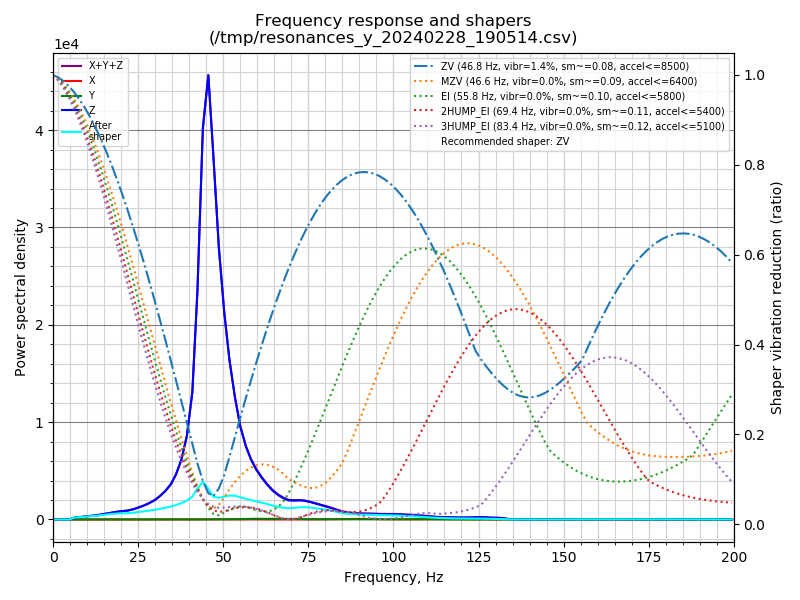 Frequency response and shapers
(/tmp/resonances_y_20240228_190514.csv)
1e4
X+Y+Z
X
Y
Z
After
shaper
ZV (46.8 Hz, vibr=1.4%, sm~=0.08, accel<=8500)
MZV (46.6 Hz, vibr=0.0%, sm~=0.09, accel<=6400)
EI (55.8 Hz, vibr=0.0%, sm~=0.10, accel<=5800)
2HUMP_EI (69.4 Hz, vibr=0.0%, sm~=0.11, accel<=5400)
3HUMP_EI (83.4 Hz, vibr=0.0%, sm~=0.12, accel<=5100)
Recommended shaper: ZV
Power spectral density
4
3
2
1
0
Shaper vibration reduction (ratio)
1.0
0.8
0.6
0.4
0.2
0.0
0 25 50 75 100 125 150 175 200
Frequency, Hz